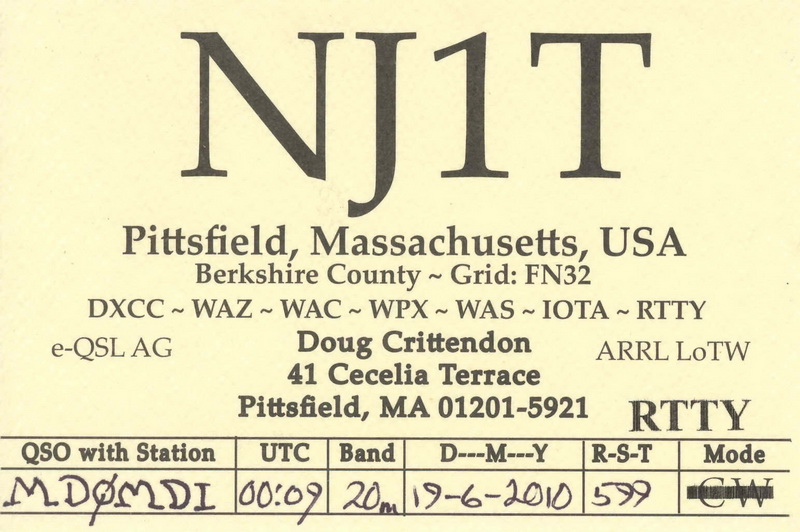 NJ1T
Pittsfield, Massachusetts, USA
Berkshire County ~ Grid: FN32
DXCC ~ WAZ ~ WAC ~ WPX ~ WAS ~ IOTA ~ RTTY
e-QSL AG Doug Crittendon ARRL LoTW
41 Cecelia Terrace
Pittsfield, MA 01201-5921 RTTY
QSO with Station UTC Band D---M---Y R-S-T Mode
MDØMDI 00:09 20m 19-6-2010 599 CW